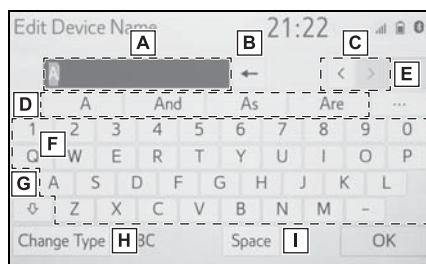 Edit Device Name 21:22
A B C
A ← < > E
D A And As Are ...
1 2 3 4 5 6 7 8 9 0
Q F W E R T Y U I O P
G A S D F G H J K L
Z X C V B N M -
Change Type H BC Space I OK